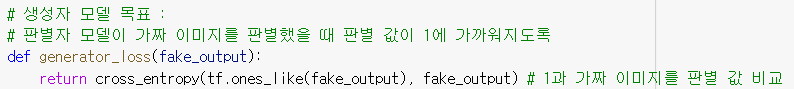 # 생성자 모델 목표 :
# 판별자 모델이 가짜 이미지를 판별했을 때 판별 값이 1에 가까워지도록
def generator_loss(fake_output):
    return cross_entropy(tf.ones_like(fake_output), fake_output) # 1과 가짜 이미지를 판별 값 비교